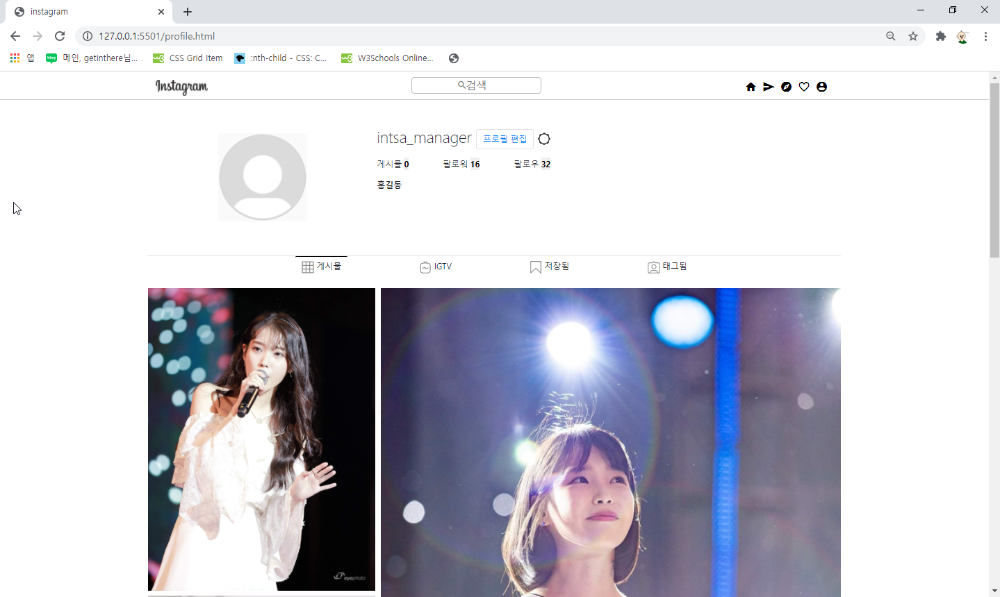 instagram
127.0.0.1:5501/profile.html
앱
메인, getinthere님...
CSS Grid Item
:nth-child - CSS: C...
W3Schools Online...
Instagram
검색
intsa_manager 프로필 편집
게시물 0 팔로워 16 팔로우 32
홍길동
게시물 IGTV 저장됨 태그됨
eyephoto